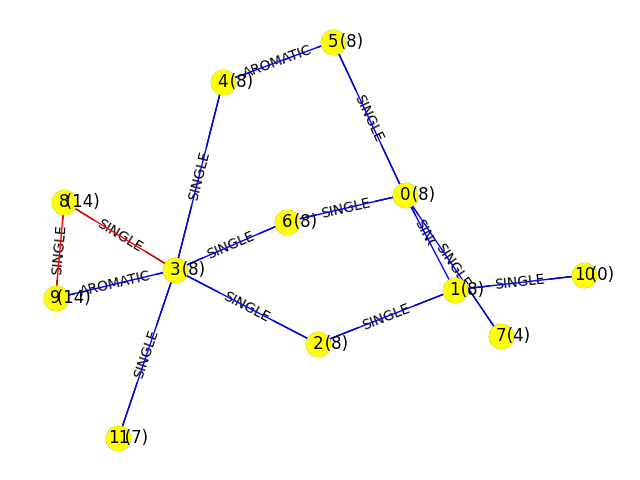 5(8)
AROMATIC
4(8)
SINGLE
SINGLE
8(14)
0(8)
SINGLE
6(8)
SINGLE
SINGLE
SINGLE
SINGLE
3(8)
SINGLE
10(0)
SINGLE
1(8)
AROMATIC
9(14)
SINGLE
SINGLE
7(4)
2(8)
SINGLE
11(7)